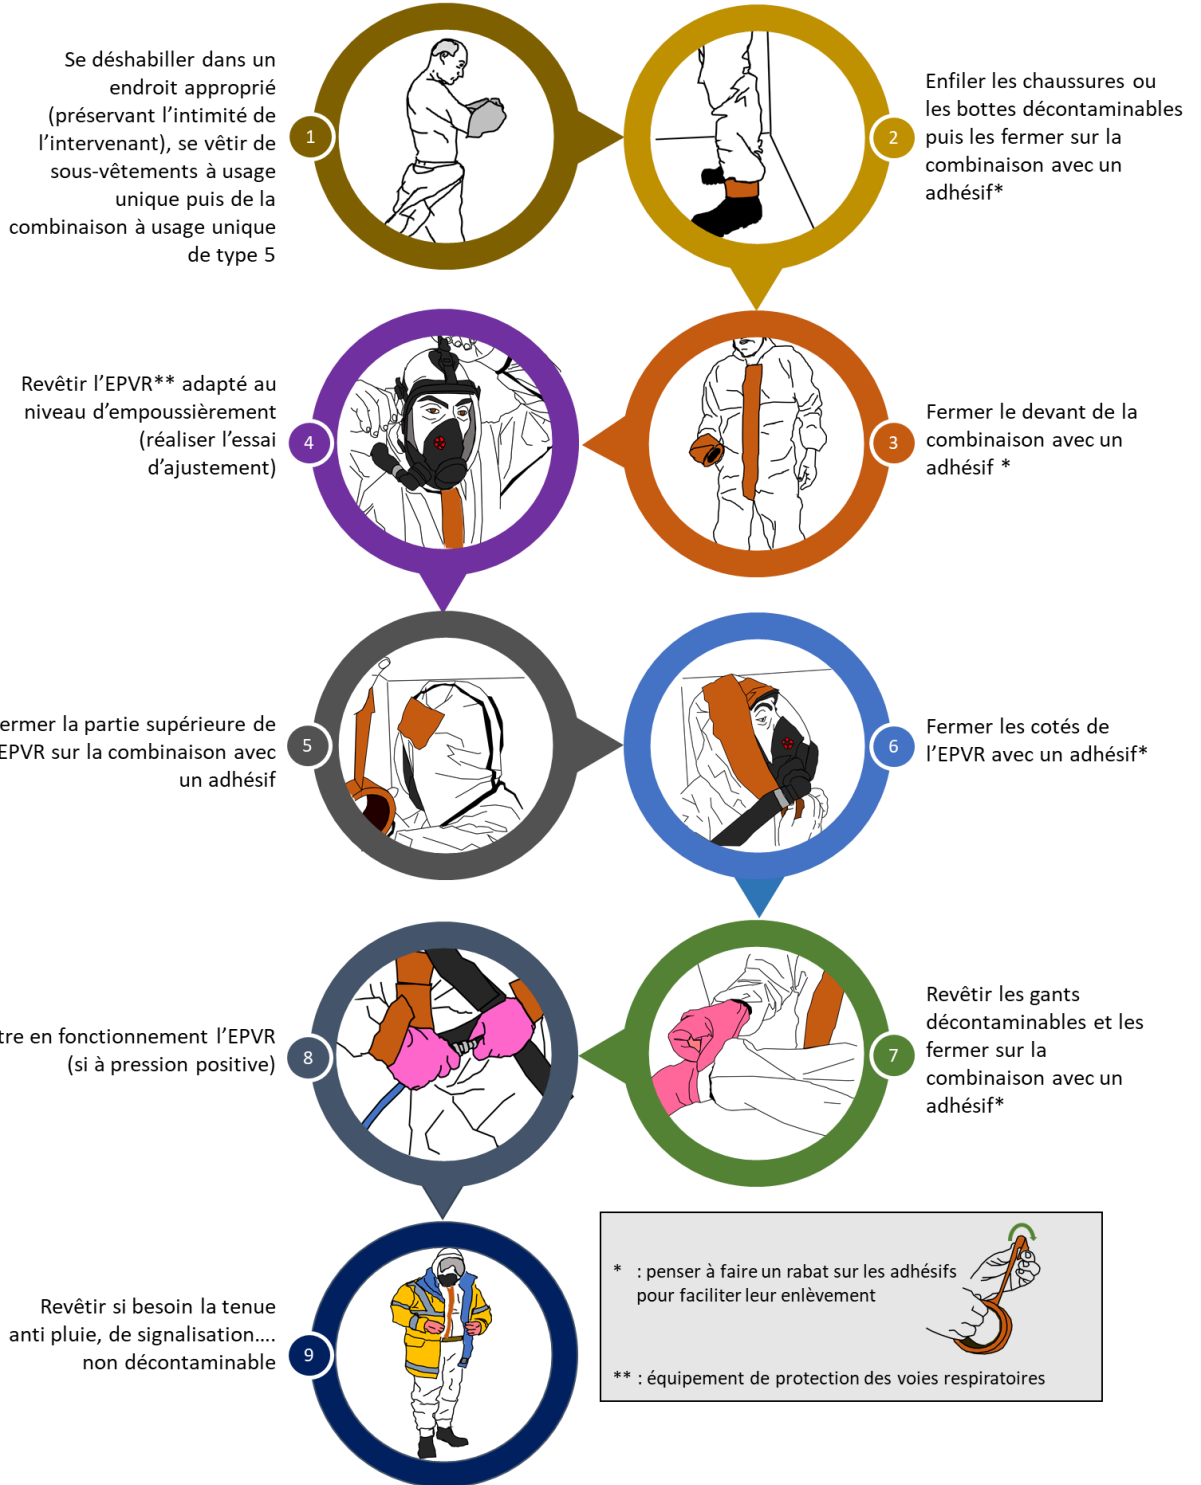 Se déshabiller dans un
endroit approprié
(préservant l’intimité de
l’intervenant), se vêtir de
sous-vêtements à usage
unique puis de la
combinaison à usage unique
de type 5
1
2
Enfiler les chaussures ou
les bottes décontaminables
puis les fermer sur la
combinaison avec un
adhésif*
3
Fermer le devant de la
combinaison avec un
adhésif *
Revêtir l’EPVR** adapté au
niveau d’empoussièrement
(réaliser l’essai
d’ajustement)
4
ermer la partie supérieure de
EPVR sur la combinaison avec
un adhésif
5
6
Fermer les cotés de
l’EPVR avec un adhésif*
7
Revêtir les gants
décontaminables et les
fermer sur la
combinaison avec un
adhésif*
tre en fonctionnement l’EPVR
(si à pression positive)
8
Revêtir si besoin la tenue
anti pluie, de signalisation....
non décontaminable
9
* : penser à faire un rabat sur les adhésifs
pour faciliter leur enlèvement
** : équipement de protection des voies respiratoires